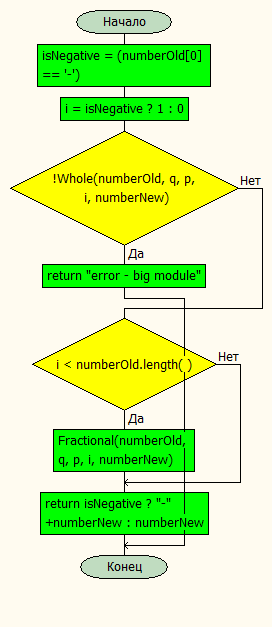 Начало
isNegative = (numberOld[0]
== '-')
i = isNegative ? 1 : 0
!Whole(numberOld, q, p,
i, numberNew)
Нет
Да
return "error - big module"
i < numberOld.length( )
Нет
Да
Fractional(numberOld,
q, p, i, numberNew)
return isNegative ? "-"
+numberNew : numberNew
Конец